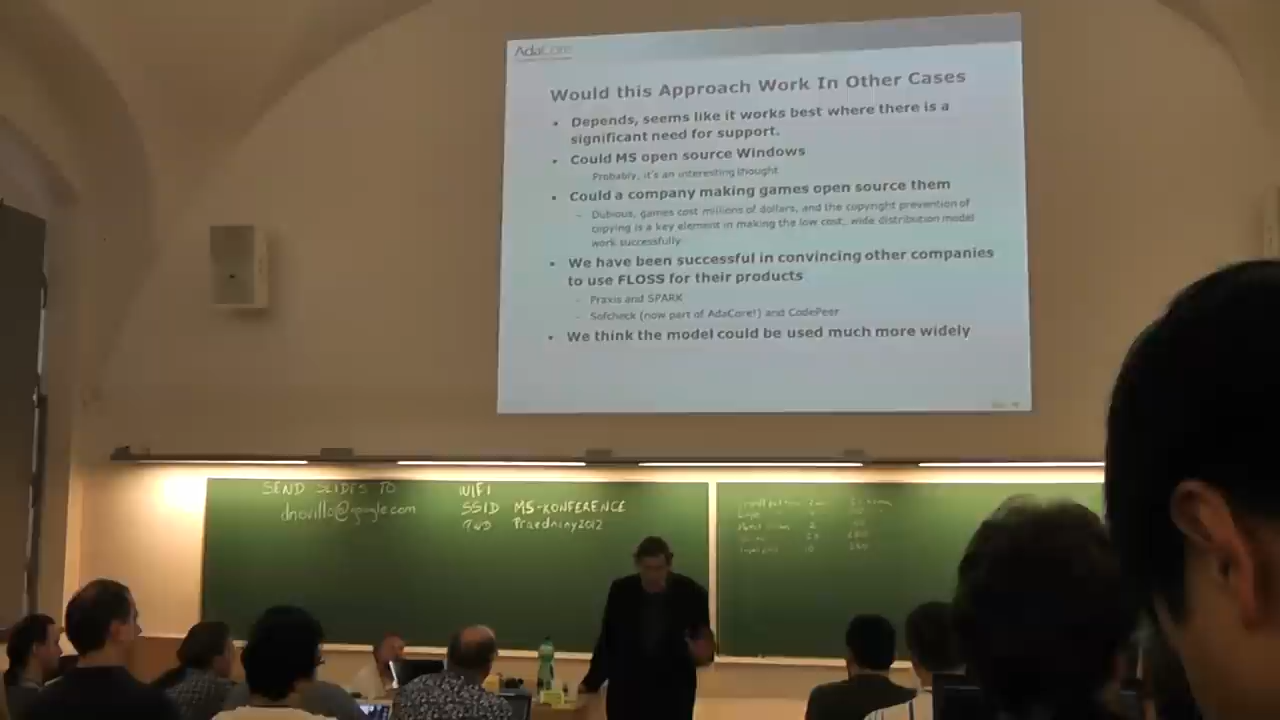 AdaCore
Would this Approach Work In Other Cases
Depends, seems like it works best where there is a
significant need for support.
Could MS open source Windows
Probably, it's an interesting thought
Could a company making games open source them
Dubious, games cost millions of dollars, and the copyright prevention of
copying is a key element in making the low cost, wide distribution model
work successfully
We have been successful in convincing other companies
to use FLOSS for their products
Praxis and SPARK
Sofcheck (now part of AdaCore!) and CodePeer
We think the model could be used much more widely
SEND SLIDES TO
dnovillo@google.com
WIFI
SSID MS-KONFERENCE
PWD Prazdniny2012